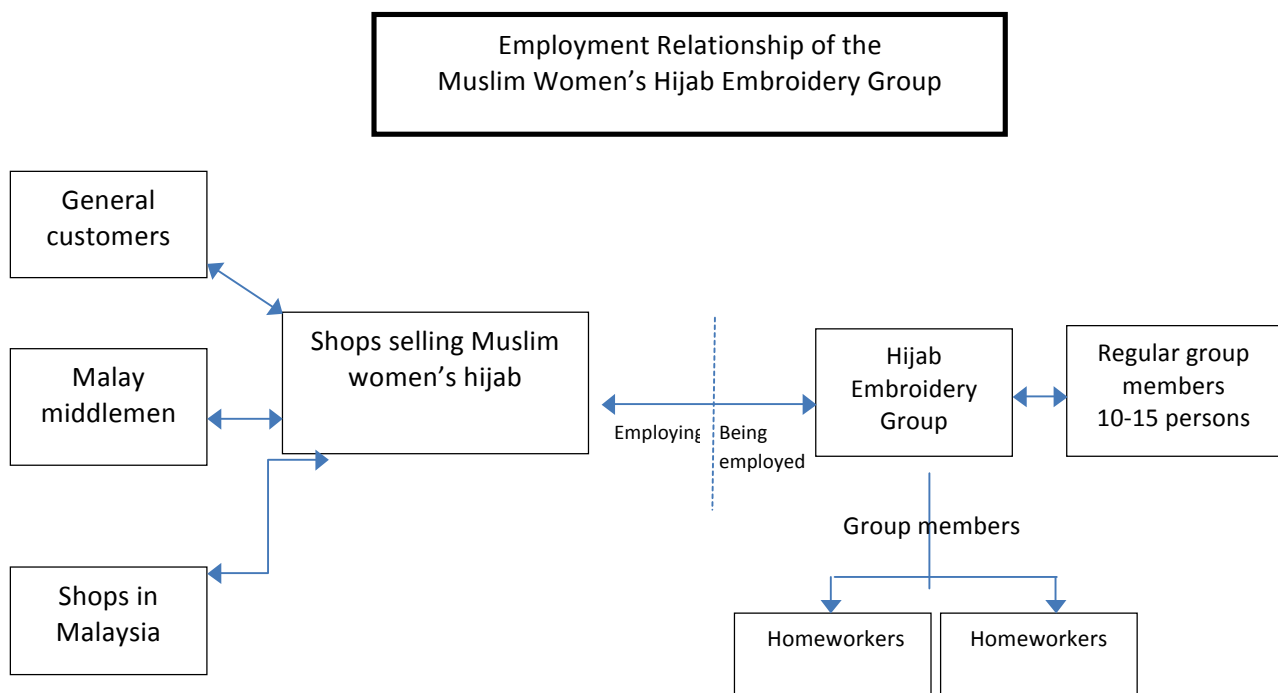 Employment Relationship of the
Muslim Women's Hijab Embroidery Group
General
customers
Shops selling Muslim
women's hijab
Malay
middlemen
Hijab
Embroidery
Group
Regular group
members
10-15 persons
Employing
Being
employed
Group members
Shops in
Malaysia
Homeworkers
Homeworkers